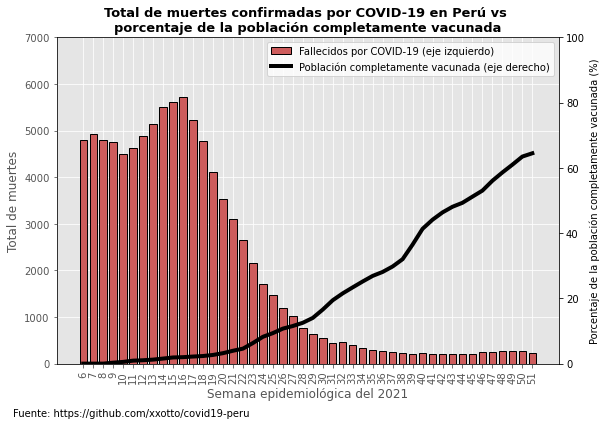 Total de muertes confirmadas por COVID-19 en Perú vs
porcentaje de la población completamente vacunada
Fallecidos por COVID-19 (eje izquierdo)
Población completamente vacunada (eje derecho)
Total de muertes
7000
6000
5000
4000
3000
2000
1000
0
100
80
60
40
20
0
Porcentaje de la población completamente vacunada (%)
6 7 8 9 10 11 12 13 14 15 16 17 18 19 20 21 22 23 24 25 26 27 28 29 30 31 32 33 34 35 36 37 38 39 40 41 42 43 44 45 46 47 48 49 50 51
Semana epidemiológica del 2021
Fuente: https://github.com/xxotto/covid19-peru